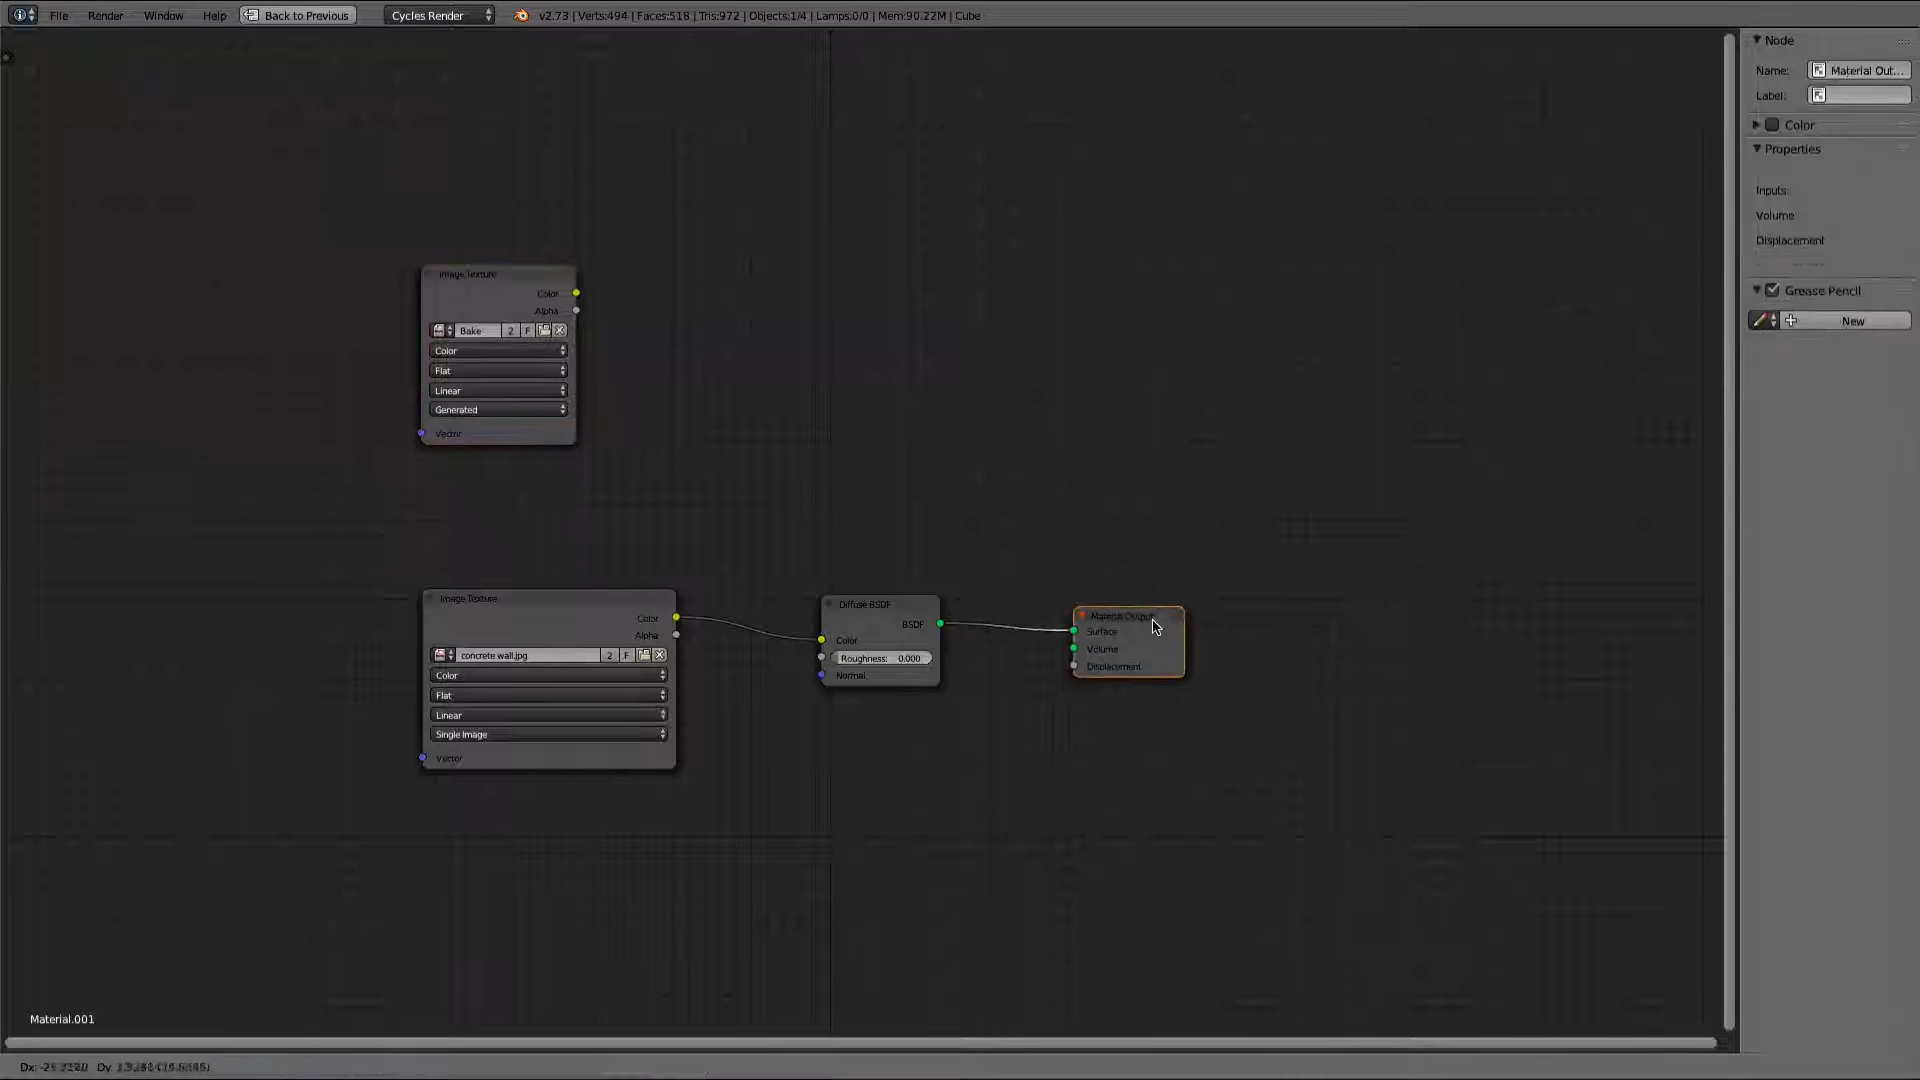 File Render Window Help Back to Previous Cycles Render v2.73 | Verts:494 | Faces:518 | Tris:972 | Objects:1/4 | Lamps:0/0 | Mem:90.22M | Cube
Node
Name: Material Out...
Label:
Color
Properties
Inputs:
Volume
Displacement
Grease Pencil
New
Image Texture
Color
Alpha
Bake 2 F
Color
Flat
Linear
Generated
Vector
Image Texture
Color
Alpha
concrete wall.jpg 2 F
Color
Flat
Linear
Single Image
Vector
Diffuse BSDF
BSDF
Color
Roughness: 0.000
Normal
Material Output
Surface
Volume
Displacement
Material.001
Dx: Dy: